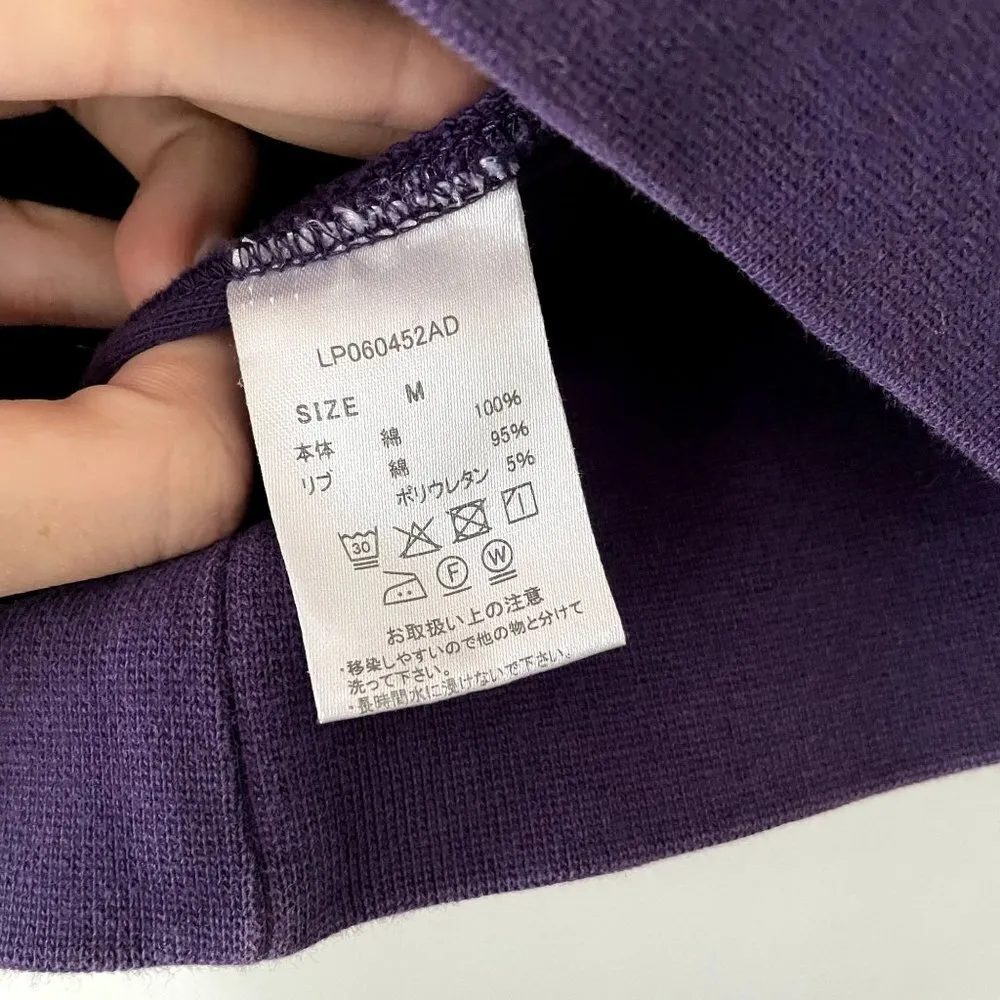 LP060452AD
SIZE M
本体 綿 100%
リブ 綿 95%
ポリウレタン 5%
30
F W
お取扱い上の注意
・移染しやすいので他の物と分けて
洗って下さい。
・長時間水に浸けないで下さい。